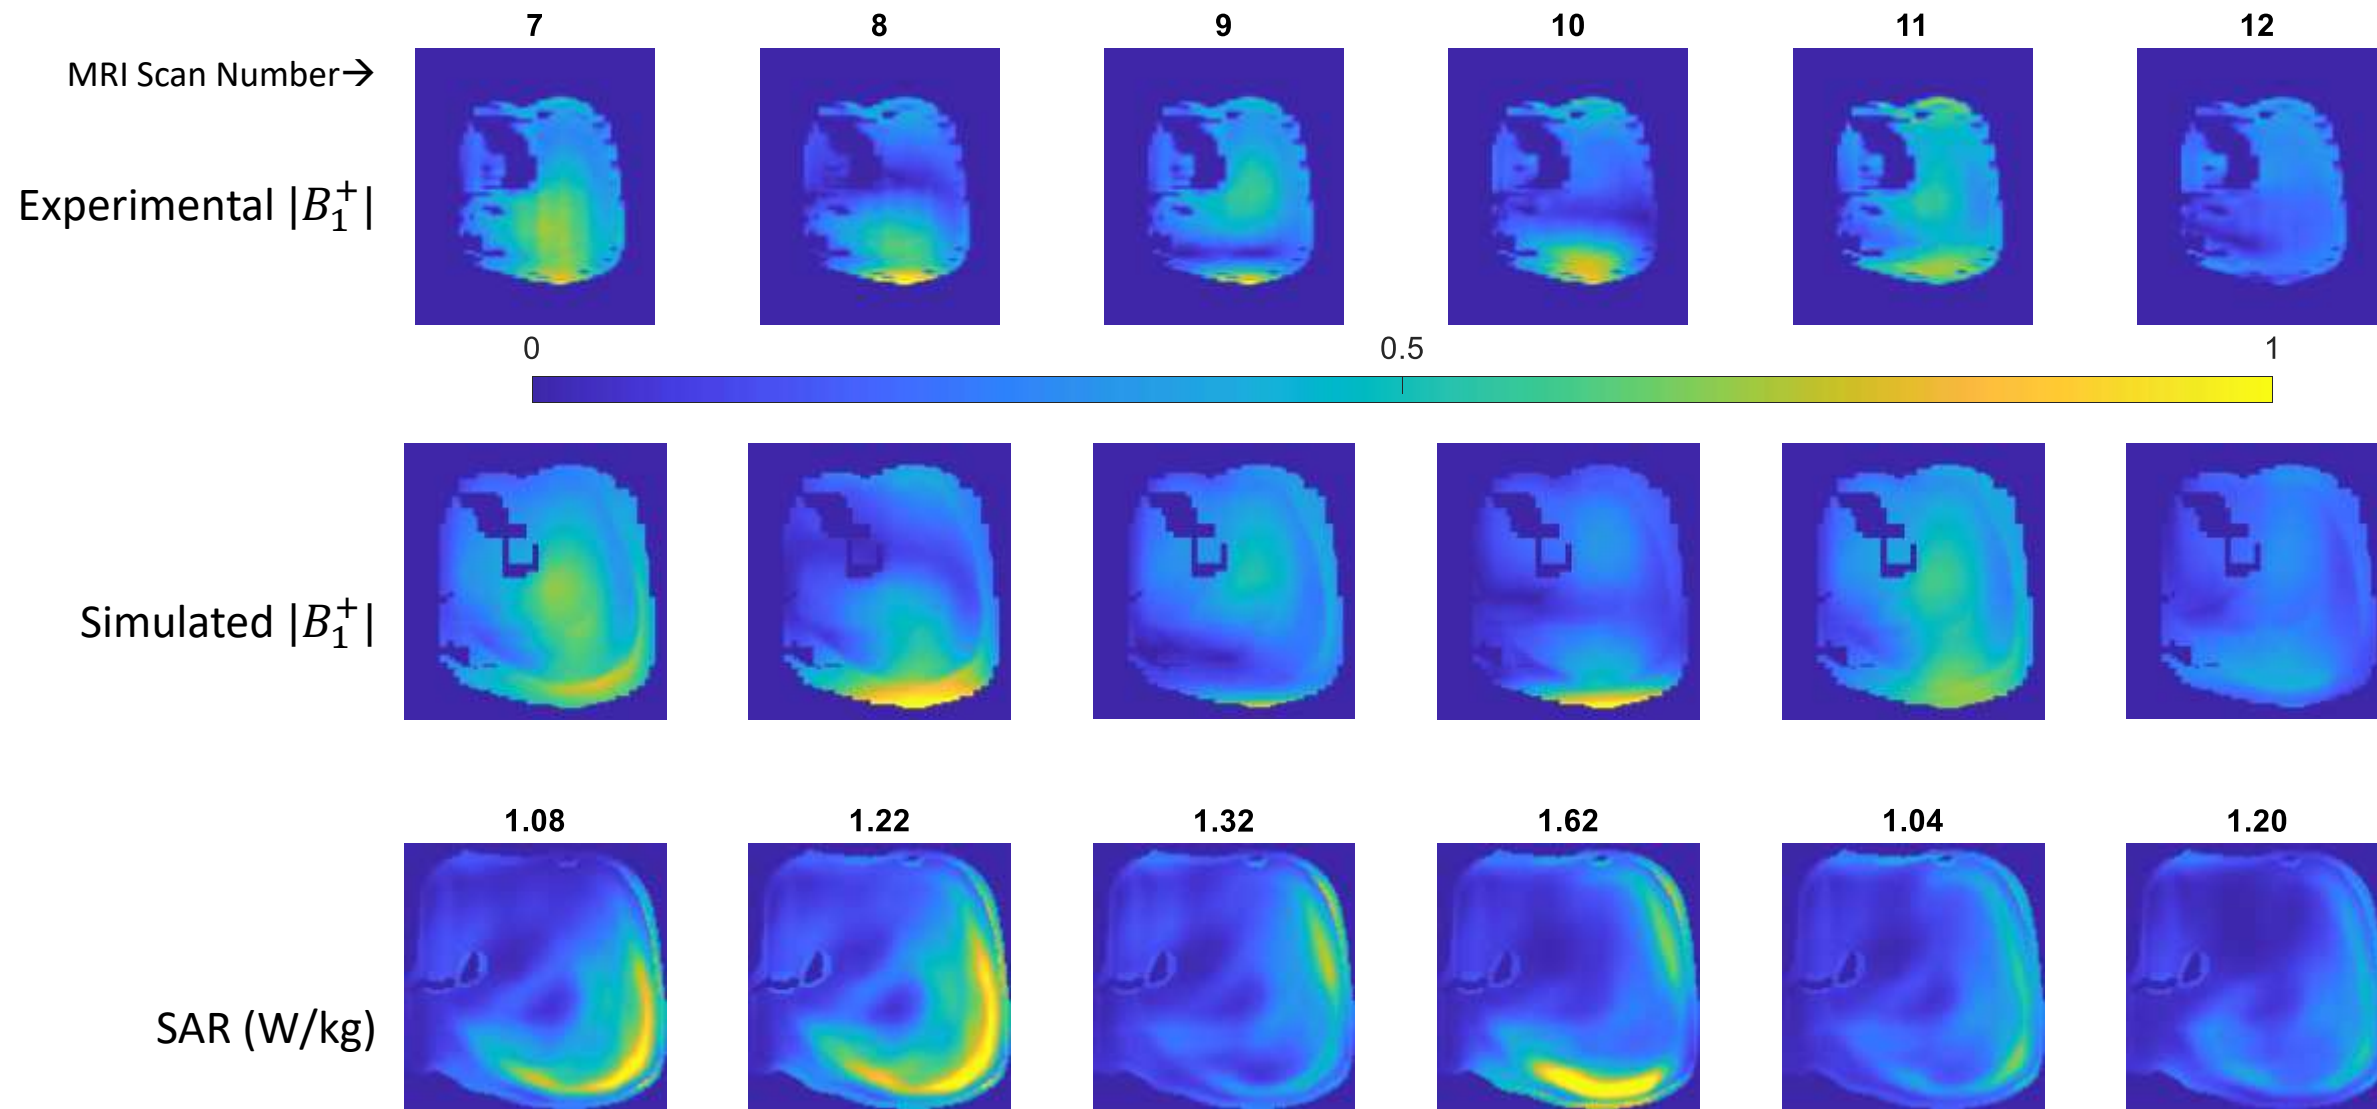 7 8 9 10 11 12
MRI Scan Number→
Experimental |B₁⁺|
0 0.5 1
Simulated |B₁⁺|
1.08 1.22 1.32 1.62 1.04 1.20
SAR (W/kg)